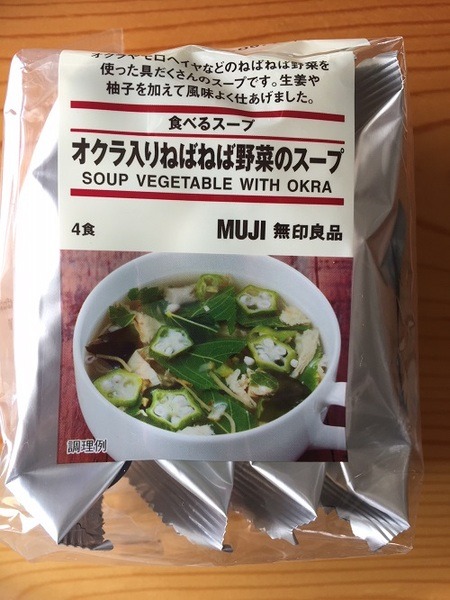 オクラやモロヘイヤなどのねばねば野菜を
使った具だくさんのスープです。生姜や
柚子を加えて風味よく仕あげました。
食べるスープ
オクラ入りねばねば野菜のスープ
SOUP VEGETABLE WITH OKRA
4食
MUJI 無印良品
調理例